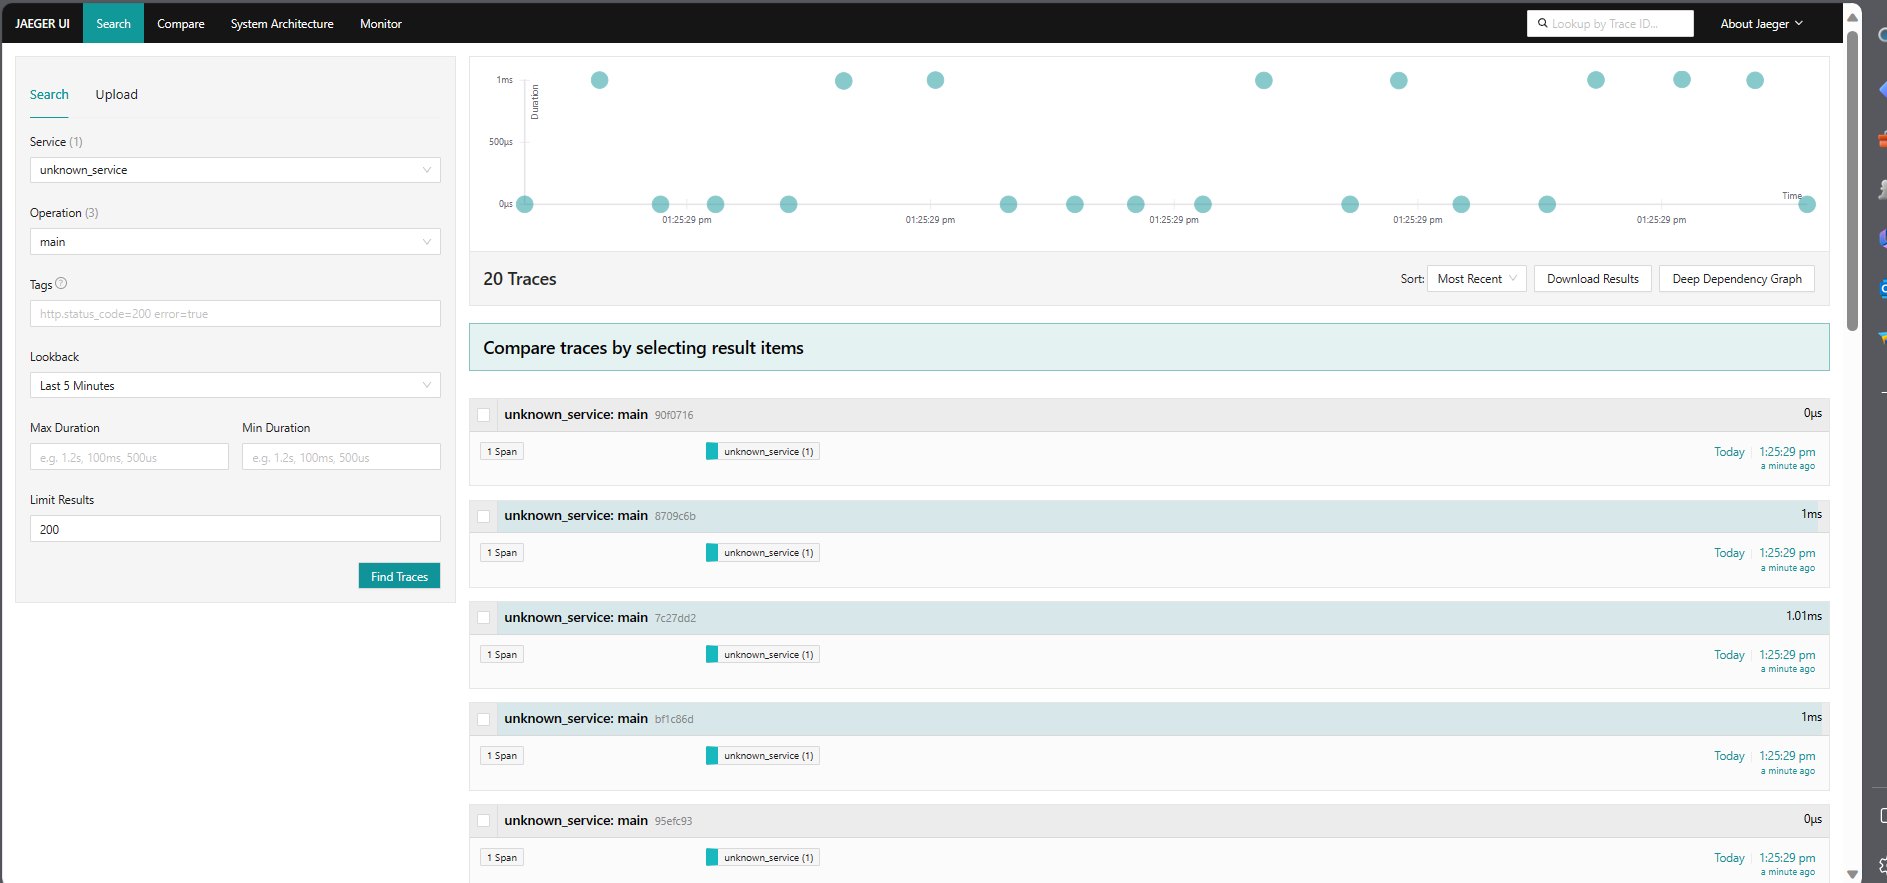 JAEGER UI
Search
Compare
System Architecture
Monitor
Lookup by Trace ID...
About Jaeger
Search
Upload
Service (1)
unknown_service
Operation (3)
main
Tags
http.status_code=200 error=true
Lookback
Last 5 Minutes
Max Duration
Min Duration
e.g. 1.2s, 100ms, 500us
e.g. 1.2s, 100ms, 500us
Limit Results
200
Find Traces
Duration
1ms
500μs
0μs
Time
01:25:29 pm
01:25:29 pm
01:25:29 pm
01:25:29 pm
01:25:29 pm
20 Traces
Sort:
Most Recent
Download Results
Deep Dependency Graph
Compare traces by selecting result items
unknown_service: main 90f0716
0μs
1 Span
unknown_service (1)
Today
1:25:29 pm
a minute ago
unknown_service: main 8709c6b
1ms
1 Span
unknown_service (1)
Today
1:25:29 pm
a minute ago
unknown_service: main 7c27dd2
1.01ms
1 Span
unknown_service (1)
Today
1:25:29 pm
a minute ago
unknown_service: main bf1c86d
1ms
1 Span
unknown_service (1)
Today
1:25:29 pm
a minute ago
unknown_service: main 95efc93
0μs
1 Span
unknown_service (1)
Today
1:25:29 pm
a minute ago